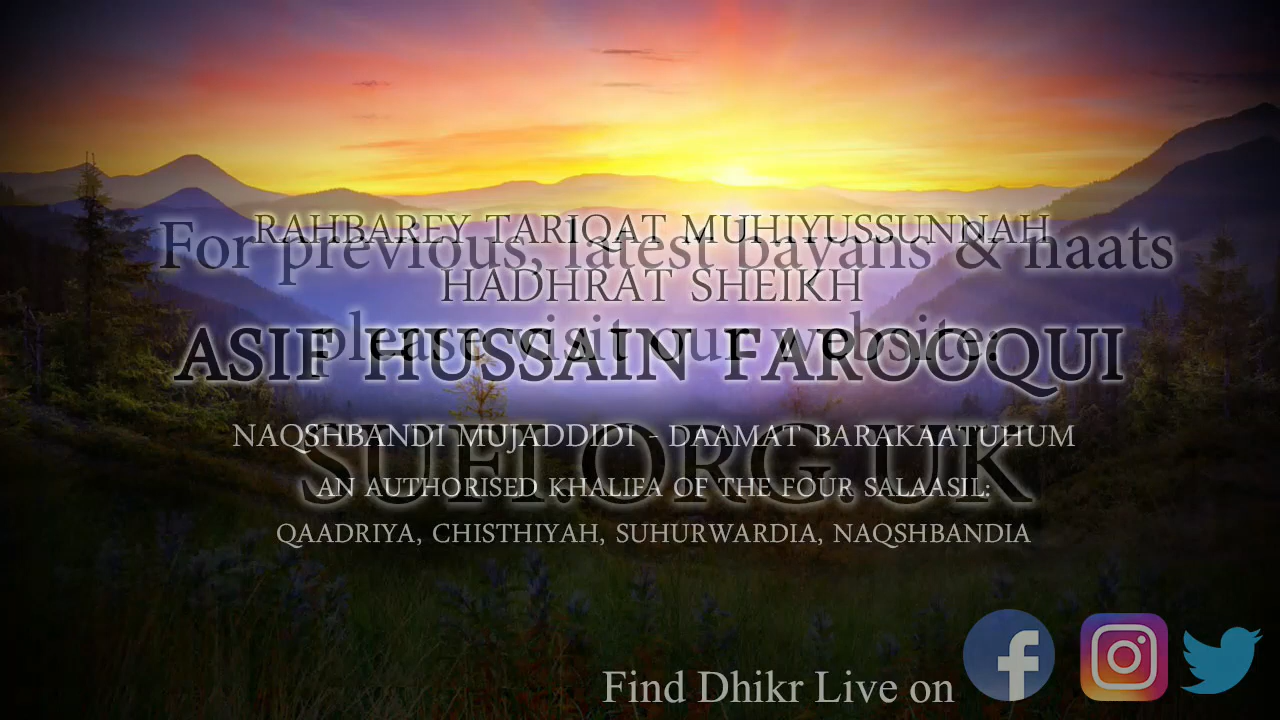 RAHBAREY TARIQAT MUHIYUSSUNNAH
For previous, latest bayans & naats
HADHRAT SHEIKH
please visit our website:
ASIF HUSSAIN FAROOQUI
NAQSHBANDI MUJADDIDI - DAAMAT BARAKAATUHUM
SUFI.ORG.UK
AN AUTHORISED KHALIFA OF THE FOUR SALAASIL:
QAADRIYA, CHISTHIYAH, SUHURWARDIA, NAQSHBANDIA
Find Dhikr Live on